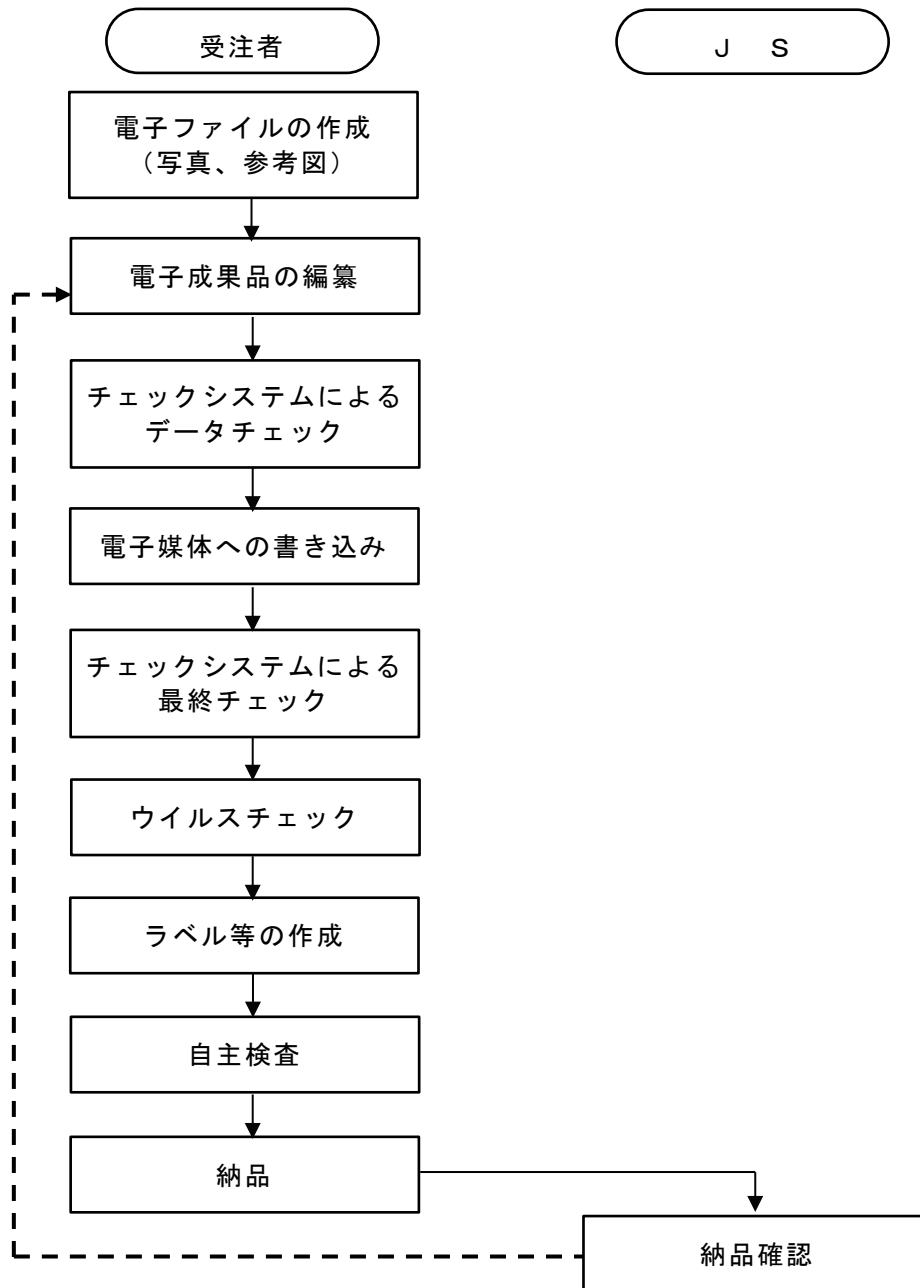 受注者
J S
電子ファイルの作成
(写真、参考図)
電子成果品の編纂
チェックシステムによる
データチェック
電子媒体への書き込み
チェックシステムによる
最終チェック
ウイルスチェック
ラベル等の作成
自主検査
納品
納品確認